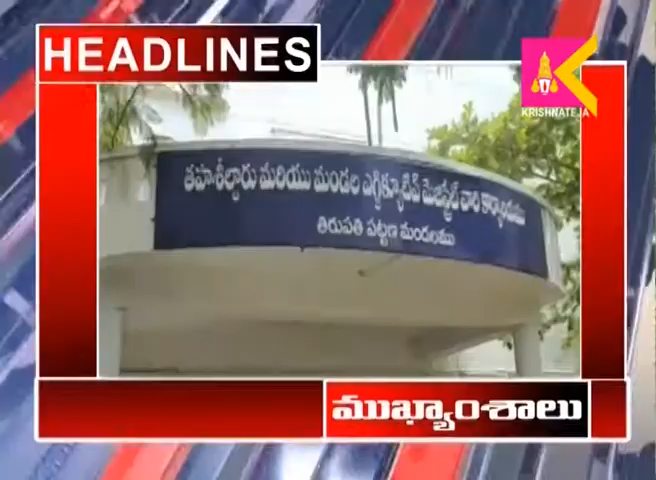 HEADLINES
KRISHNATEJA
తహశీల్దారు మరియు మండల ఎగ్జిక్యూటివ్ మెజిస్ట్రేట్ వారి కార్యాలయము
తిరుపతి పట్టణ మండలము
ముఖ్యాంశాలు